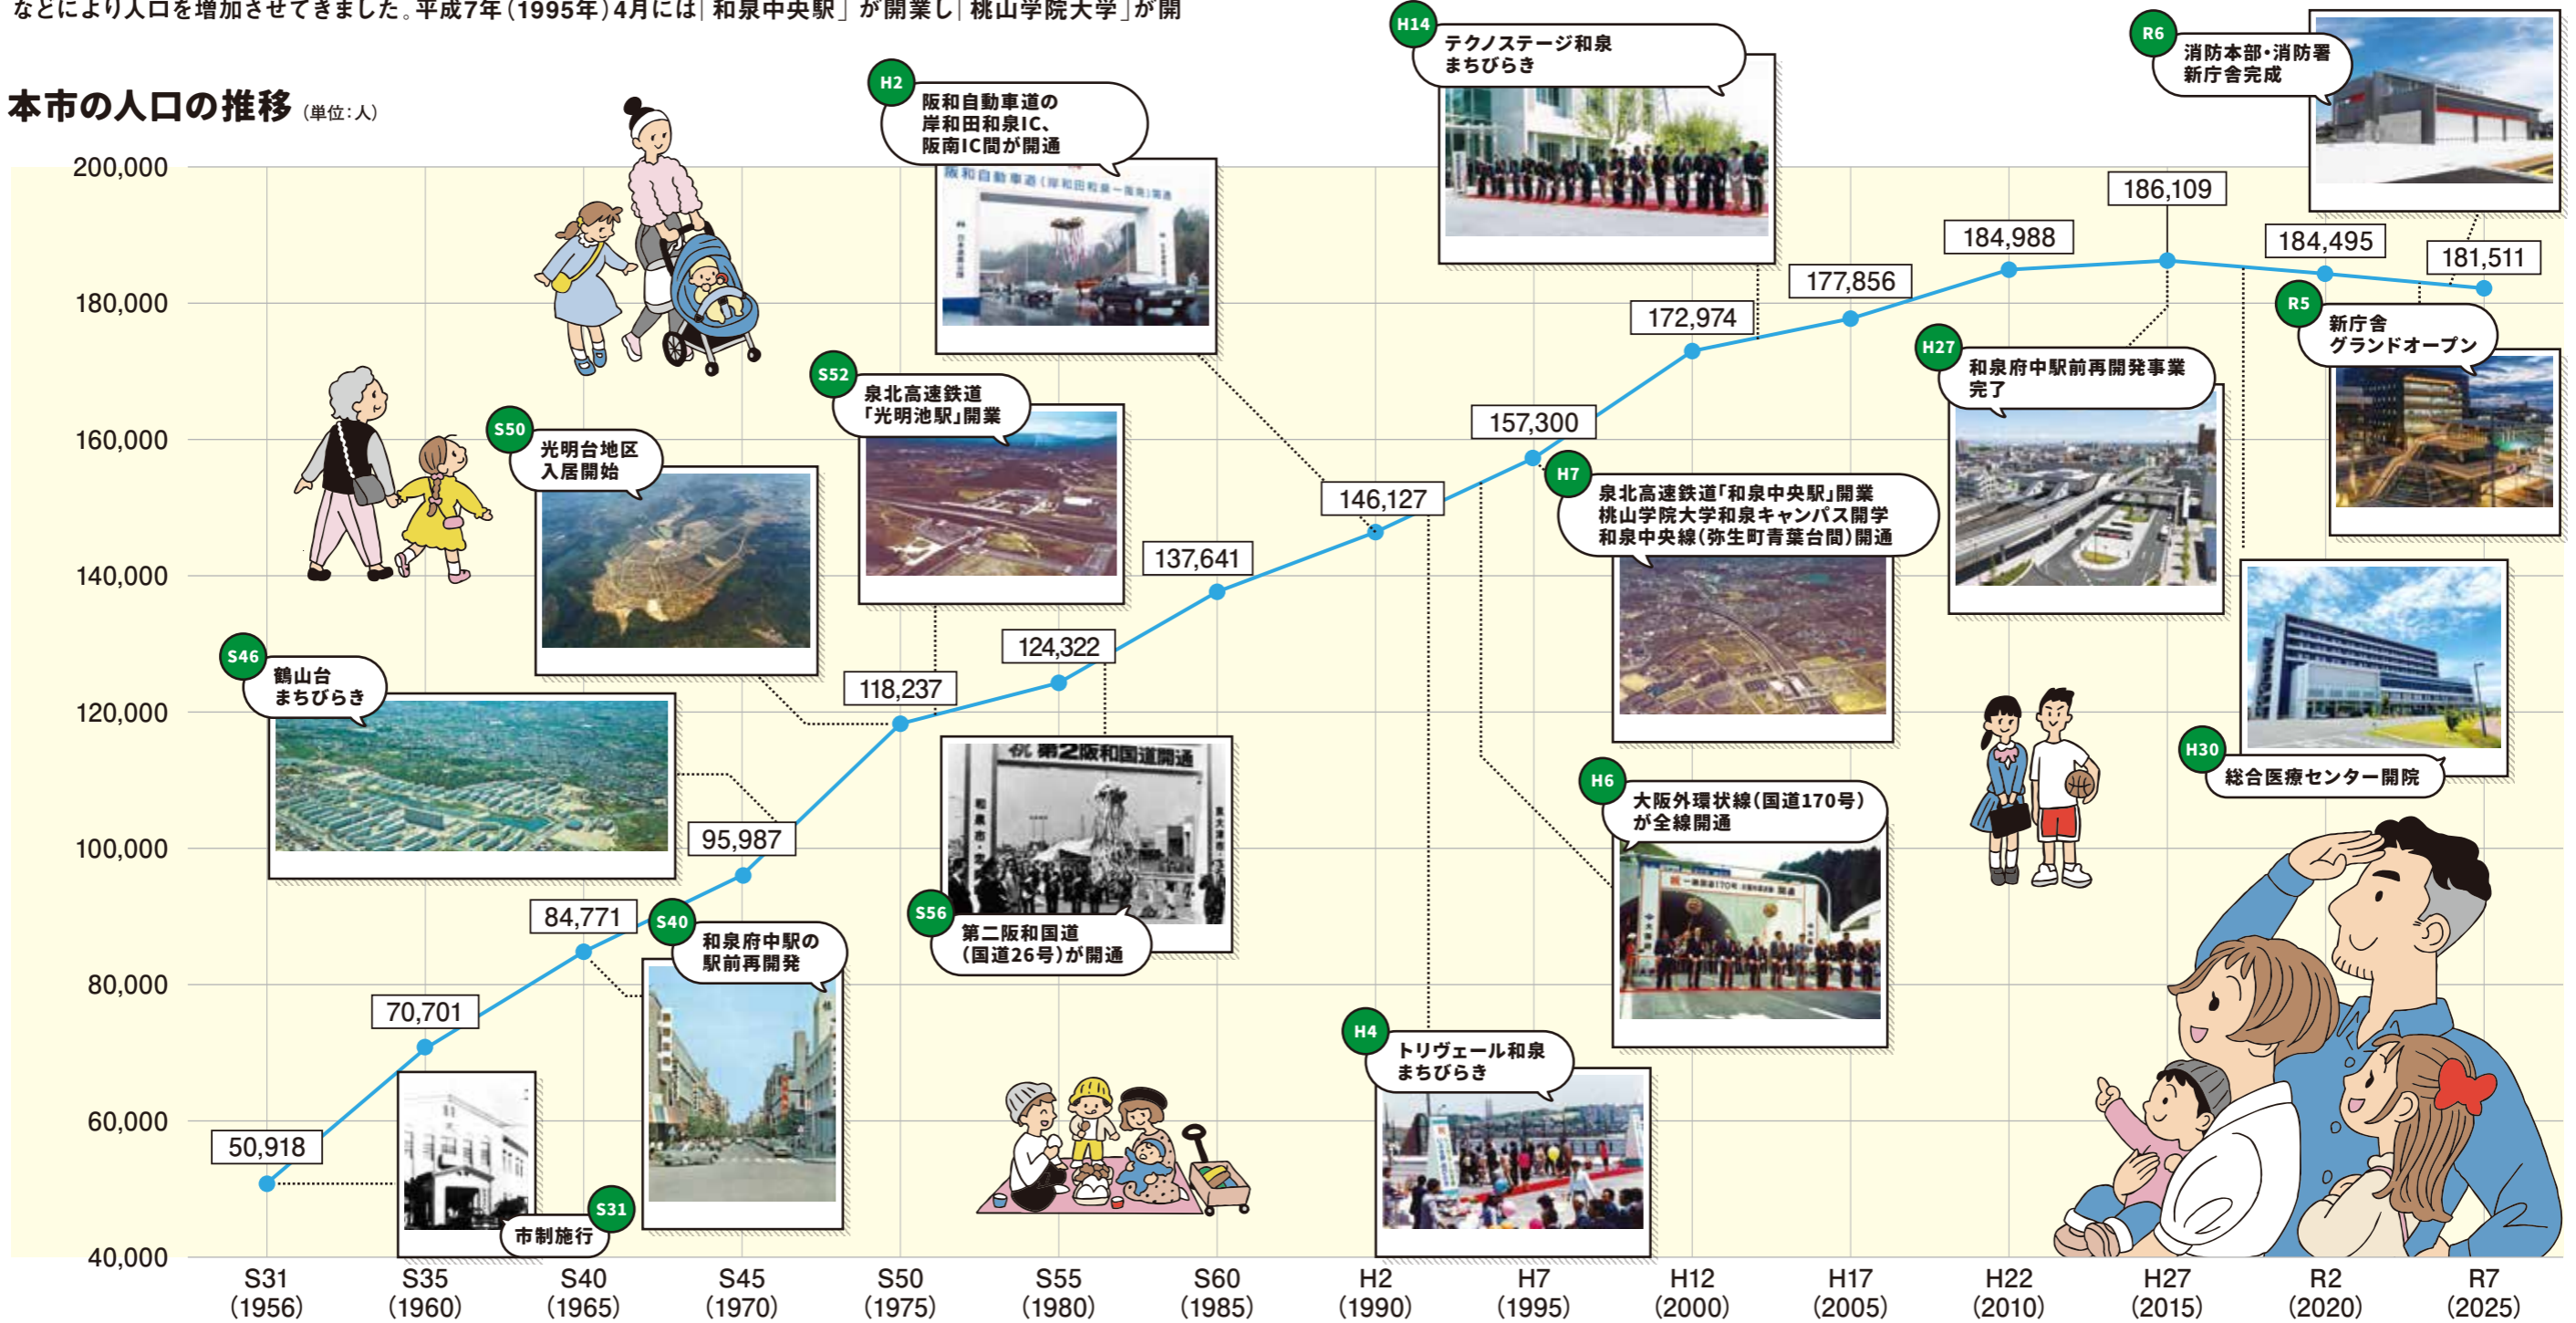 などにより人口を増加させてきました。平成7年(1995年)4月には「和泉中央駅」が開業し「桃山学院大学」が開
本市の人口の推移(単位:人)
H2
阪和自動車道の
岸和田和泉IC、
阪南IC間が開通
阪和自動車道(岸和田和泉ー阪南)開通
H14
テクノステージ和泉
まちびらき
R6
消防本部・消防署
新庁舎完成
200,000
180,000
160,000
140,000
120,000
100,000
80,000
60,000
40,000
50,918
70,701
84,771
95,987
118,237
124,322
137,641
146,127
157,300
172,974
177,856
184,988
186,109
184,495
181,511
S31
市制施行
S40
和泉府中駅の
駅前再開発
S46
鶴山台
まちびらき
S50
光明台地区
入居開始
S52
泉北高速鉄道
「光明池駅」開業
祝 第2阪和国道開通
S56
第二阪和国道
(国道26号)が開通
H4
トリヴェール和泉
まちびらき
H6
大阪外環状線(国道170号)
が全線開通
H7
泉北高速鉄道「和泉中央駅」開業
桃山学院大学和泉キャンパス開学
和泉中央線(弥生町青葉台間)開通
H27
和泉府中駅前再開発事業
完了
H30
総合医療センター開院
R5
新庁舎
グランドオープン
S31 S35 S40 S45 S50 S55 S60 H2 H7 H12 H17 H22 H27 R2 R7
(1956) (1960) (1965) (1970) (1975) (1980) (1985) (1990) (1995) (2000) (2005) (2010) (2015) (2020) (2025)